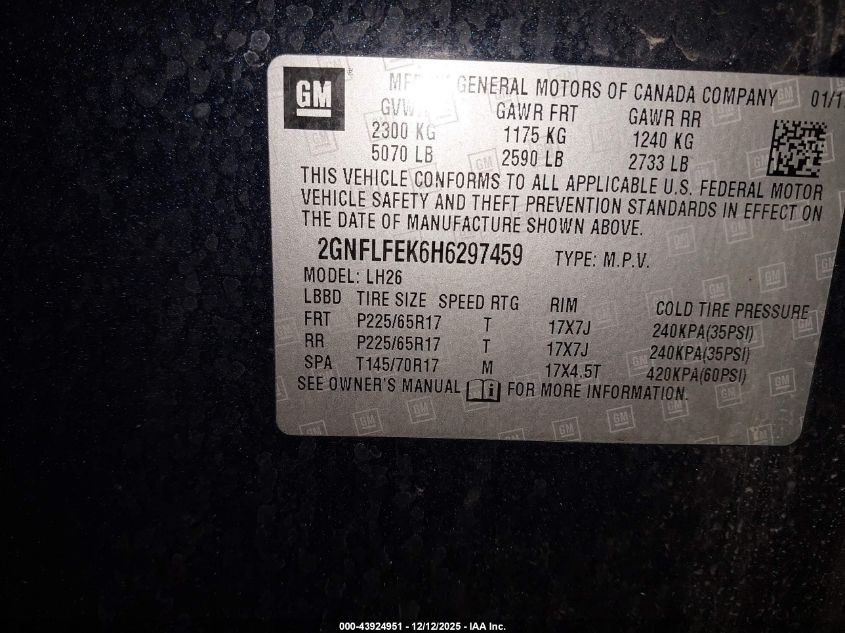 GM ®
GENERAL MOTORS OF CANADA COMPANY 01/1
GAWR FRT GAWR RR
2300 KG 1175 KG 1240 KG
5070 LB 2590 LB 2733 LB
THIS VEHICLE CONFORMS TO ALL APPLICABLE U.S. FEDERAL MOTOR
VEHICLE SAFETY AND THEFT PREVENTION STANDARDS IN EFFECT ON
THE DATE OF MANUFACTURE SHOWN ABOVE.
2GNFLFEK6H6297459 TYPE: M.P.V.
MODEL: LH26
LBBD TIRE SIZE SPEED RTG RIM COLD TIRE PRESSURE
FRT P225/65R17 T 17X7J 240KPA(35PSI)
RR P225/65R17 T 17X7J 240KPA(35PSI)
SPA T145/70R17 M 17X4.5T 420KPA(60PSI)
SEE OWNER'S MANUAL FOR MORE INFORMATION.
000-43924951 - 12/12/2025 - IAA Inc.